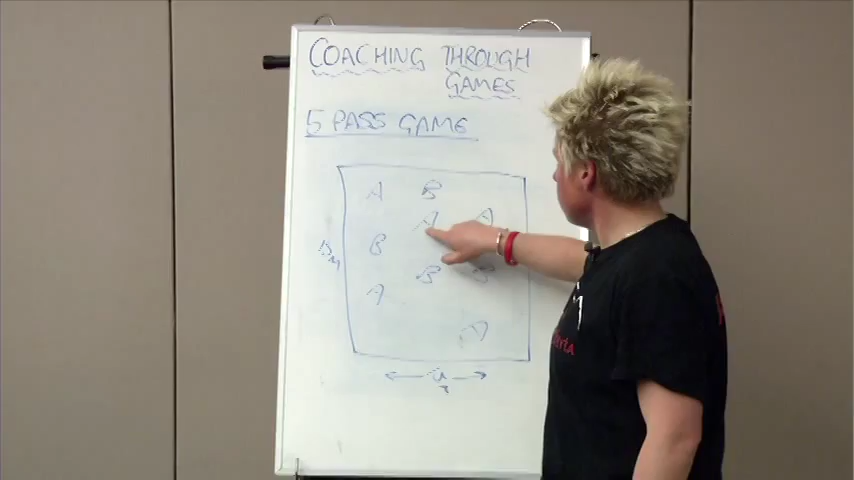 COACHING THROUGH
GAMES
5 PASS GAME
A B
A A
B
B B
A